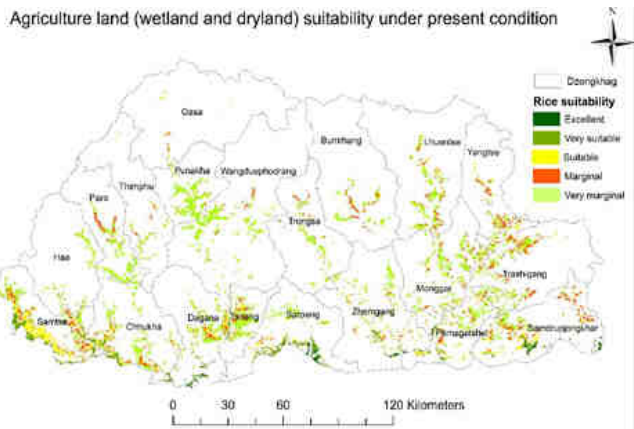 Agriculture land (wetland and dryland) suitability under present condition
N
Dzongkhag
Rice suitability
Excellent
Very suitable
Suitable
Marginal
Very marginal
Gasa
Bumthang
Lhuentse
Yangtse
Punakha
Wangduephodrang
Thimphu
Paro
Trongsa
Haa
Trashigang
Monggar
Samtse
Chhukha
Dagana
Tsirang
Sarpang
Zhemgang
Pemagatshel
Samdrupjongkhar
0 30 60 120 Kilometers